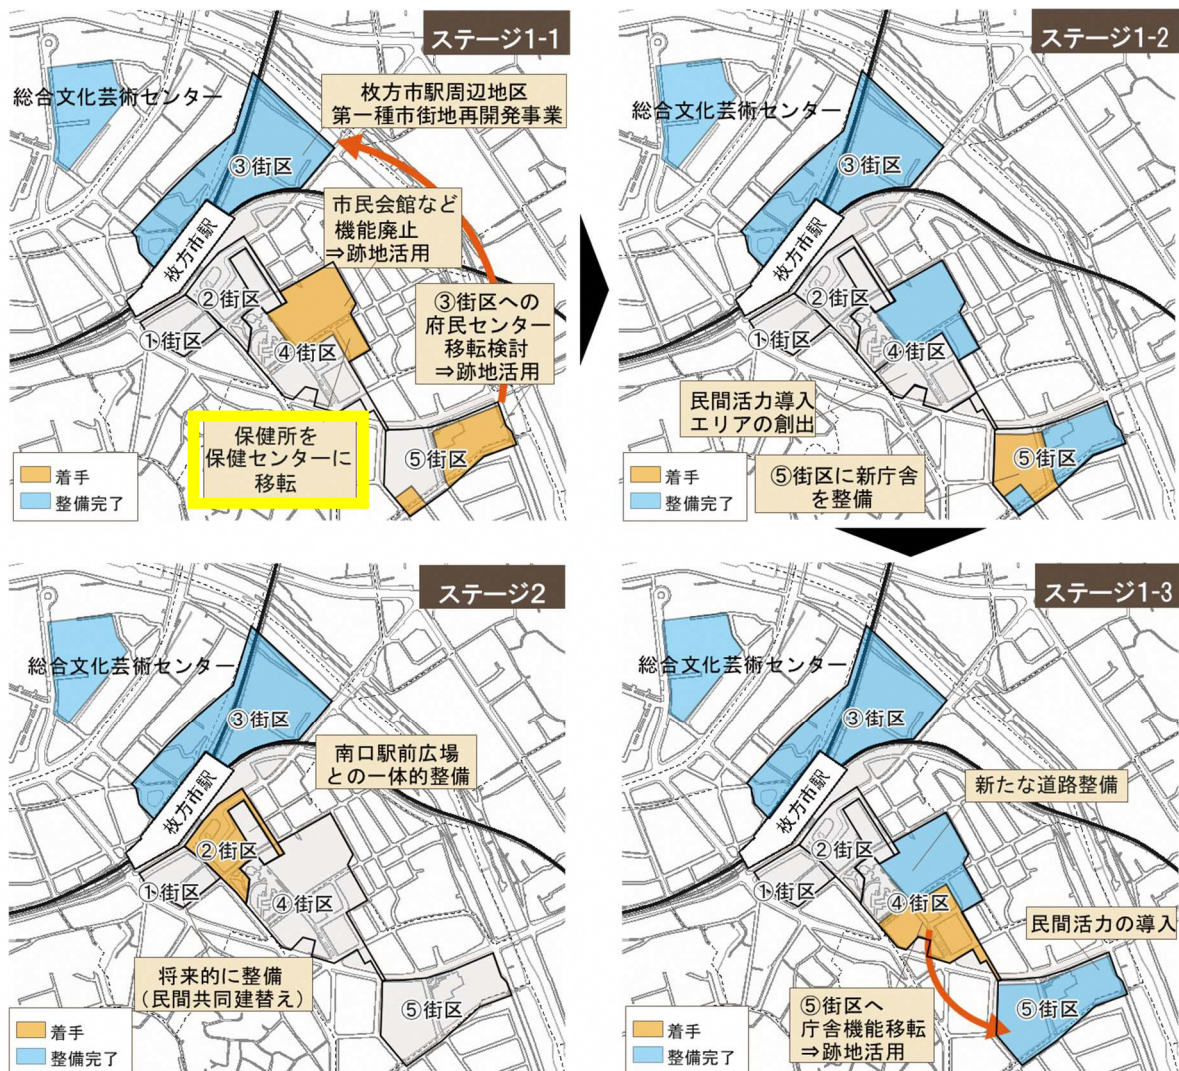 ステージ1-1
総合文化芸術センター
枚方市駅周辺地区
第一種市街地再開発事業
③街区
市民会館など
機能廃止
⇒跡地活用
枚方市駅
②街区
①街区
④街区
③街区への
府民センター
移転検討
⇒跡地活用
保健所を
保健センターに
移転
⑤街区
着手
整備完了
ステージ1-2
総合文化芸術センター
③街区
枚方市駅
②街区
①街区
④街区
民間活力導入
エリアの創出
⑤街区に新庁舎
を整備
⑤街区
着手
整備完了
ステージ2
総合文化芸術センター
③街区
南口駅前広場
との一体的整備
枚方市駅
②街区
①街区
④街区
将来的に整備
（民間共同建替え）
⑤街区
着手
整備完了
ステージ1-3
総合文化芸術センター
③街区
新たな道路整備
枚方市駅
②街区
①街区
④街区
民間活力の導入
⑤街区へ
庁舎機能移転
⇒跡地活用
⑤街区
着手
整備完了